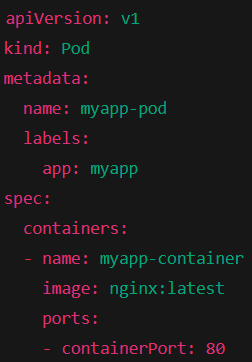 apiVersion: v1
kind: Pod
metadata:
  name: myapp-pod
  labels:
    app: myapp
spec:
  containers:
  - name: myapp-container
    image: nginx:latest
    ports:
    - containerPort: 80